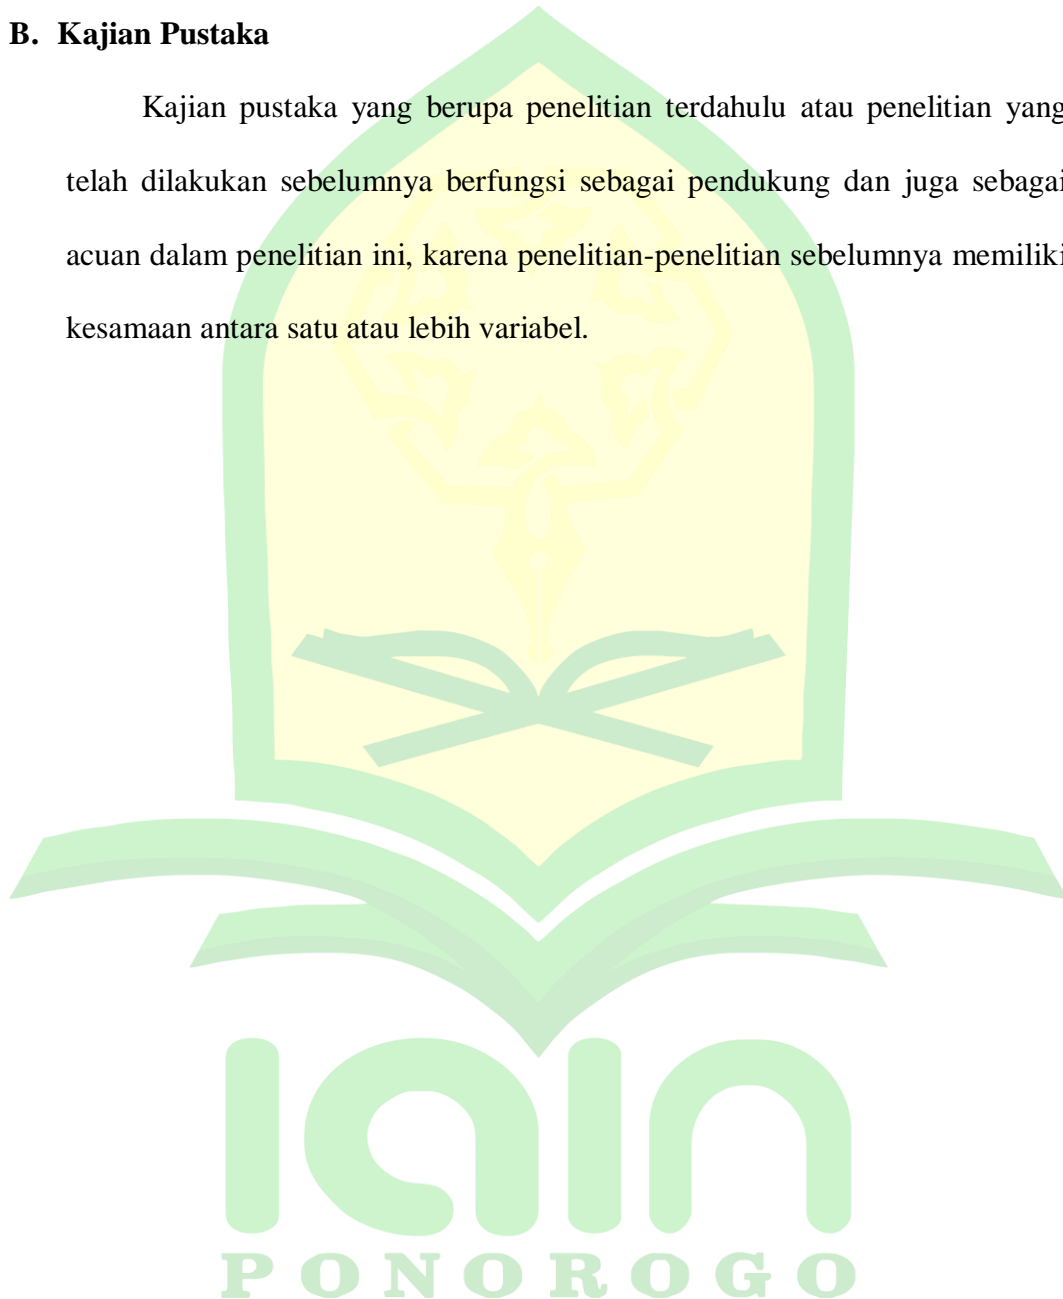 B. Kajian Pustaka
Kajian pustaka yang berupa penelitian terdahulu atau penelitian yang
telah dilakukan sebelumnya berfungsi sebagai pendukung dan juga sebagai
acuan dalam penelitian ini, karena penelitian-penelitian sebelumnya memiliki
kesamaan antara satu atau lebih variabel.
IAIN
PONOROGO